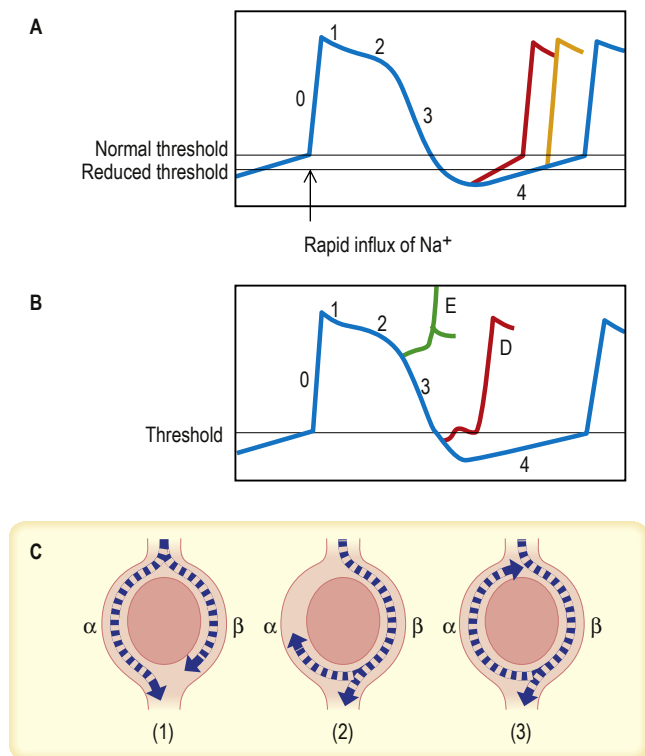 A
1
2
0
3
Normal threshold
Reduced threshold
4
Rapid influx of Na⁺
B
E
1
2
D
0
3
Threshold
4
C
α β α β α β
(1) (2) (3)